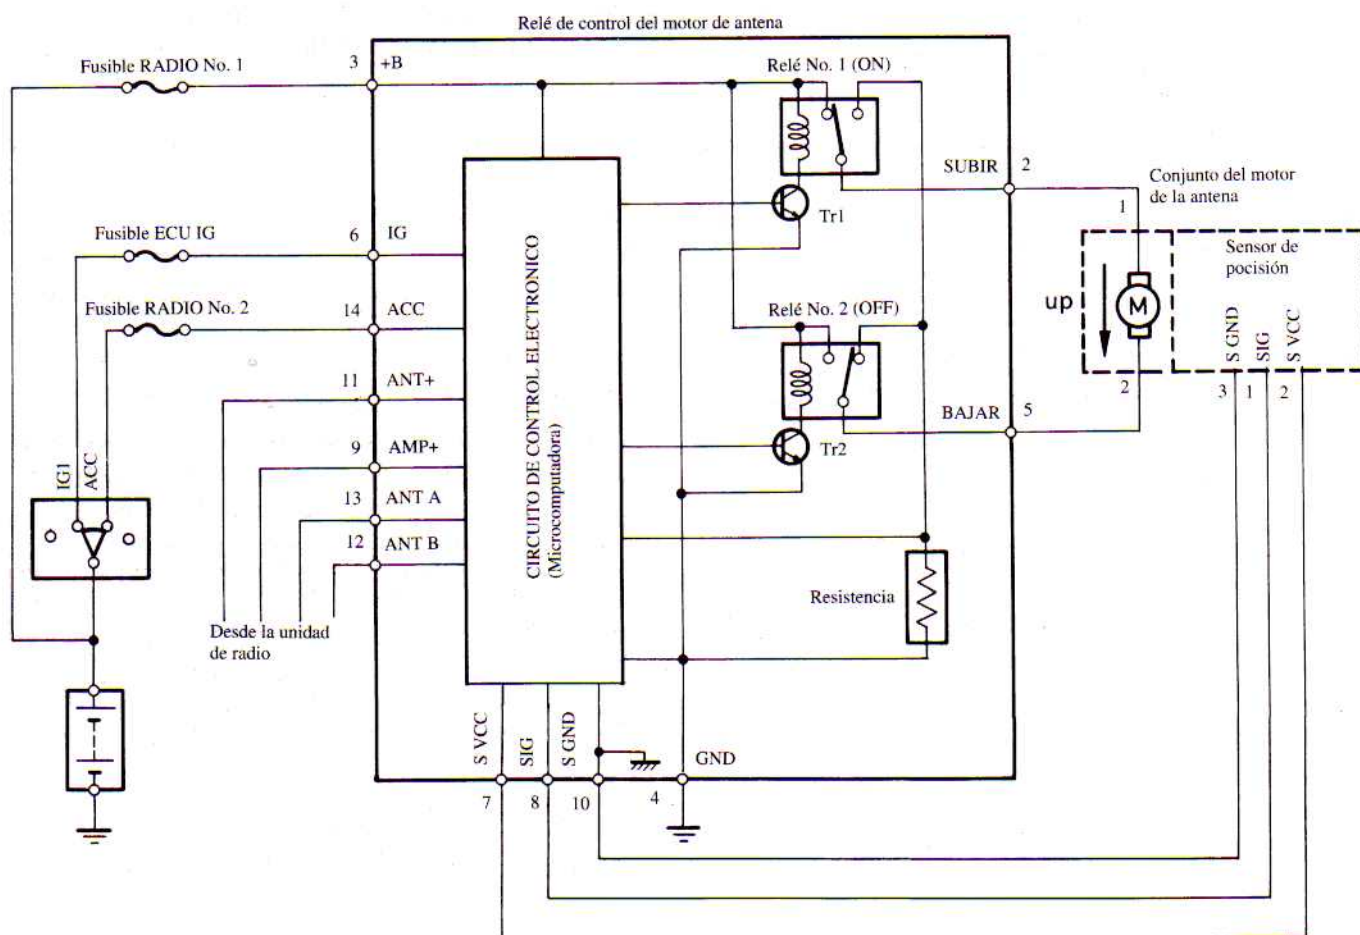 Relé de control del motor de antena
Fusible RADIO No. 1
3
+B
Relé No. 1 (ON)
SUBIR
2
Conjunto del motor
de la antena
1
Tr1
Fusible ECU IG
6
IG
Sensor de
pocisión
up
M
S GND
SIG
S VCC
Fusible RADIO No. 2
14
ACC
Relé No. 2 (OFF)
11
ANT+
BAJAR
5
2
3
1
2
Tr2
9
AMP+
IG1
ACC
13
ANT A
12
ANT B
CIRCUITO DE CONTROL ELECTRONICO
(Microcomputadora)
Resistencia
Desde la unidad
de radio
S VCC
SIG
S GND
GND
7
8
10
4